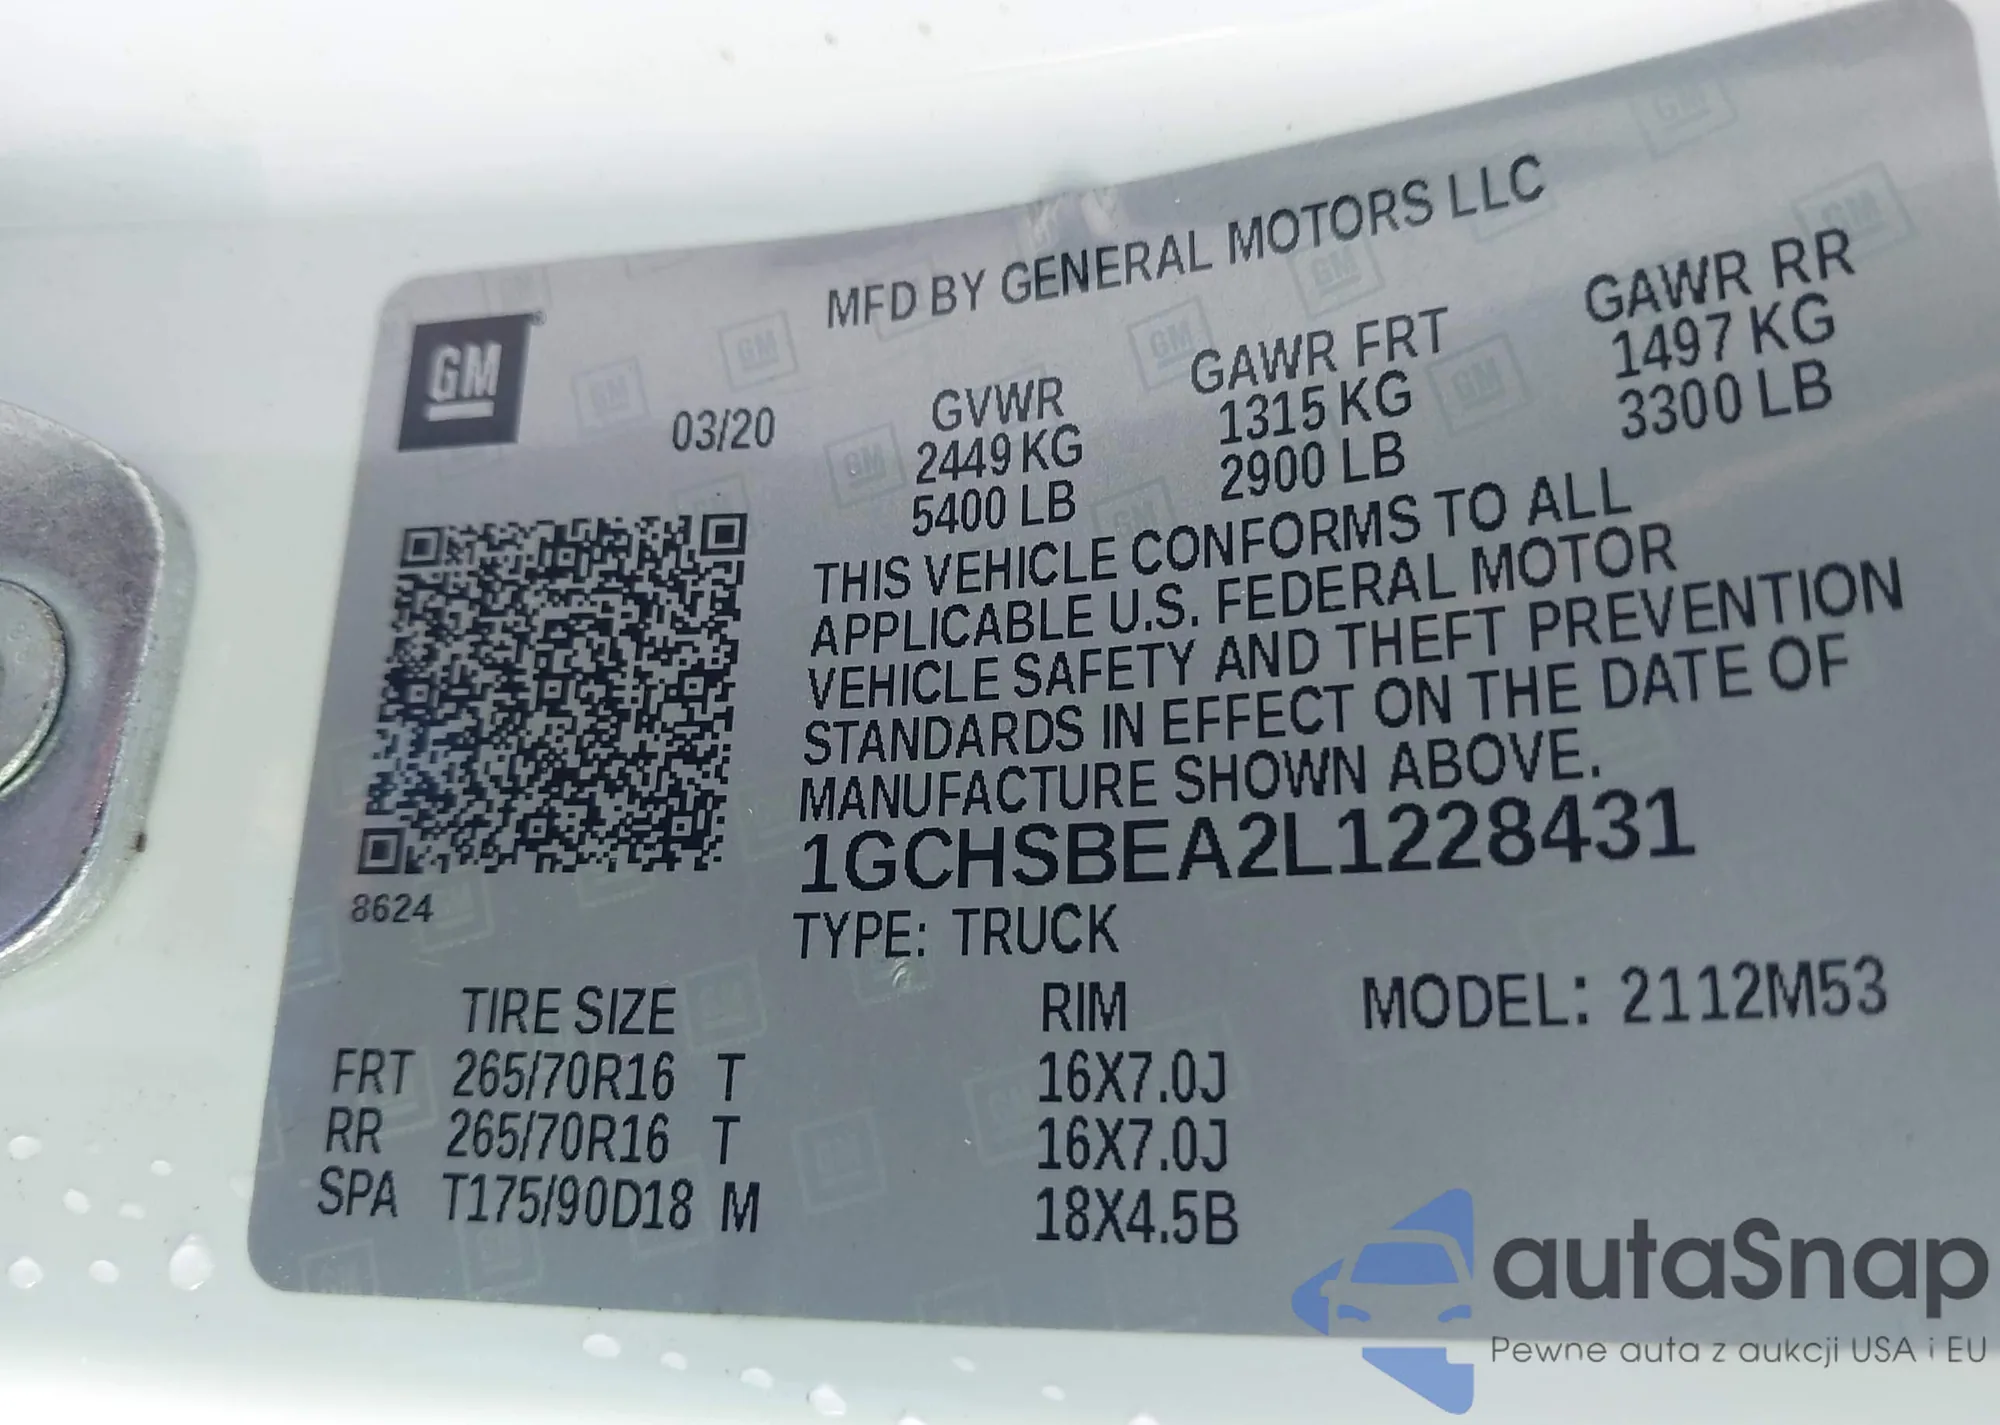 MFD BY GENERAL MOTORS LLC
GM
03/20
GVWR GAWR FRT GAWR RR
2449 KG 1315 KG 1497 KG
5400 LB 2900 LB 3300 LB
THIS VEHICLE CONFORMS TO ALL
APPLICABLE U.S. FEDERAL MOTOR
VEHICLE SAFETY AND THEFT PREVENTION
STANDARDS IN EFFECT ON THE DATE OF
MANUFACTURE SHOWN ABOVE.
1GCHSBEA2L1228431
8624
TYPE: TRUCK
TIRE SIZE RIM MODEL: 2112M53
FRT 265/70R16 T 16X7.0J
RR 265/70R16 T 16X7.0J
SPA T175/90D18 M 18X4.5B
autaSnap
Pewne auta z aukcji USA i EU